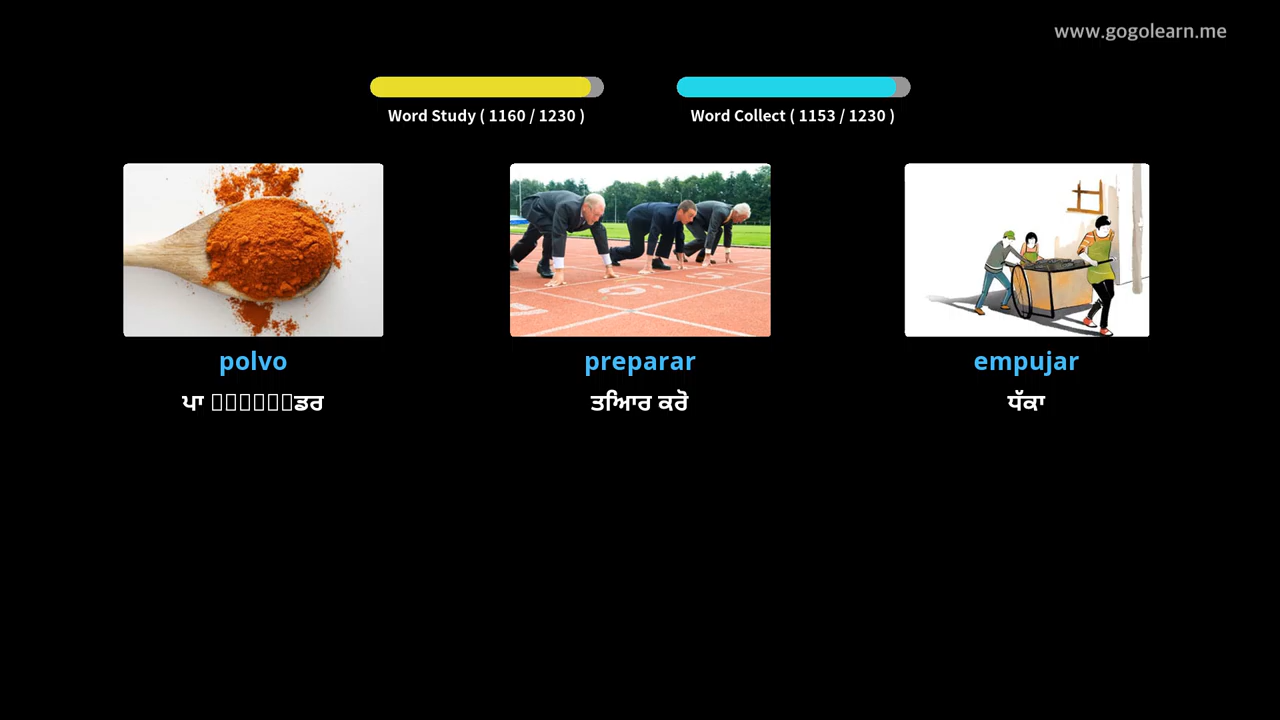 www.gogolearn.me
Word Study ( 1160 / 1230 )
Word Collect ( 1153 / 1230 )
polvo
preparar
empujar
ਤਿਆਰ ਕਰੋ
ਧੱਕਾ